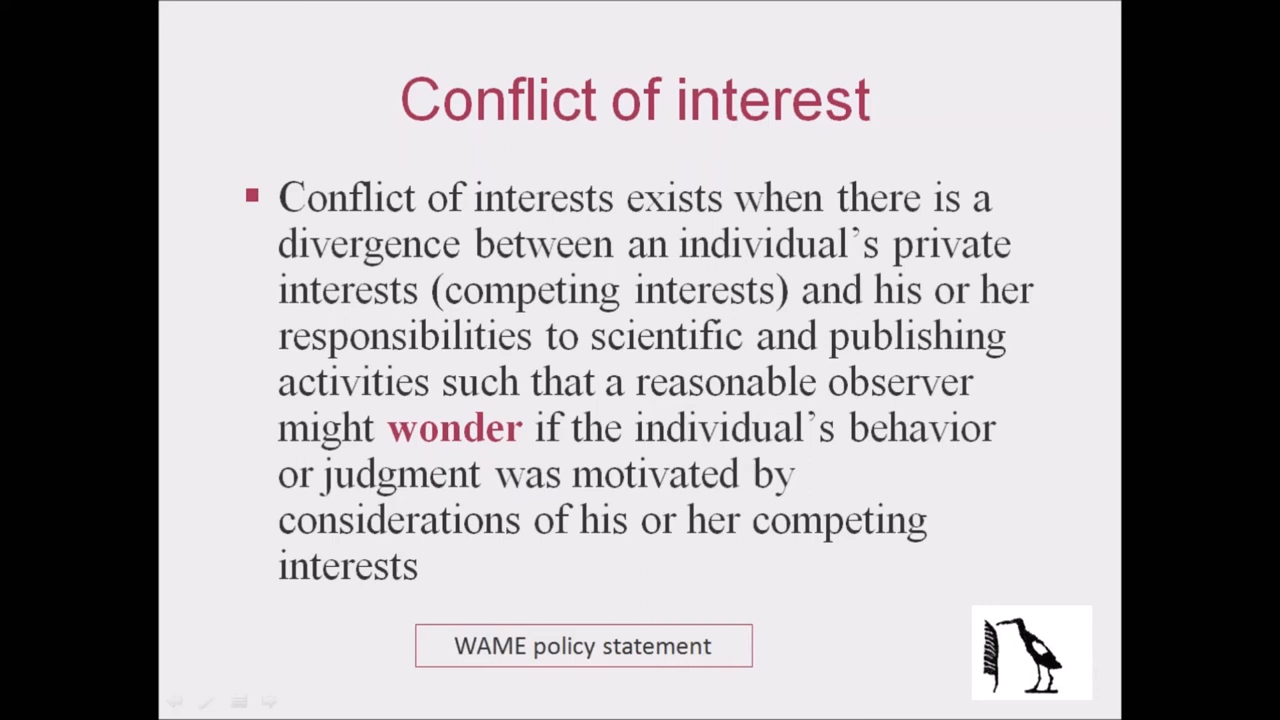 Conflict of interest
Conflict of interests exists when there is a
divergence between an individual’s private
interests (competing interests) and his or her
responsibilities to scientific and publishing
activities such that a reasonable observer
might wonder if the individual’s behavior
or judgment was motivated by
considerations of his or her competing
interests
WAME policy statement